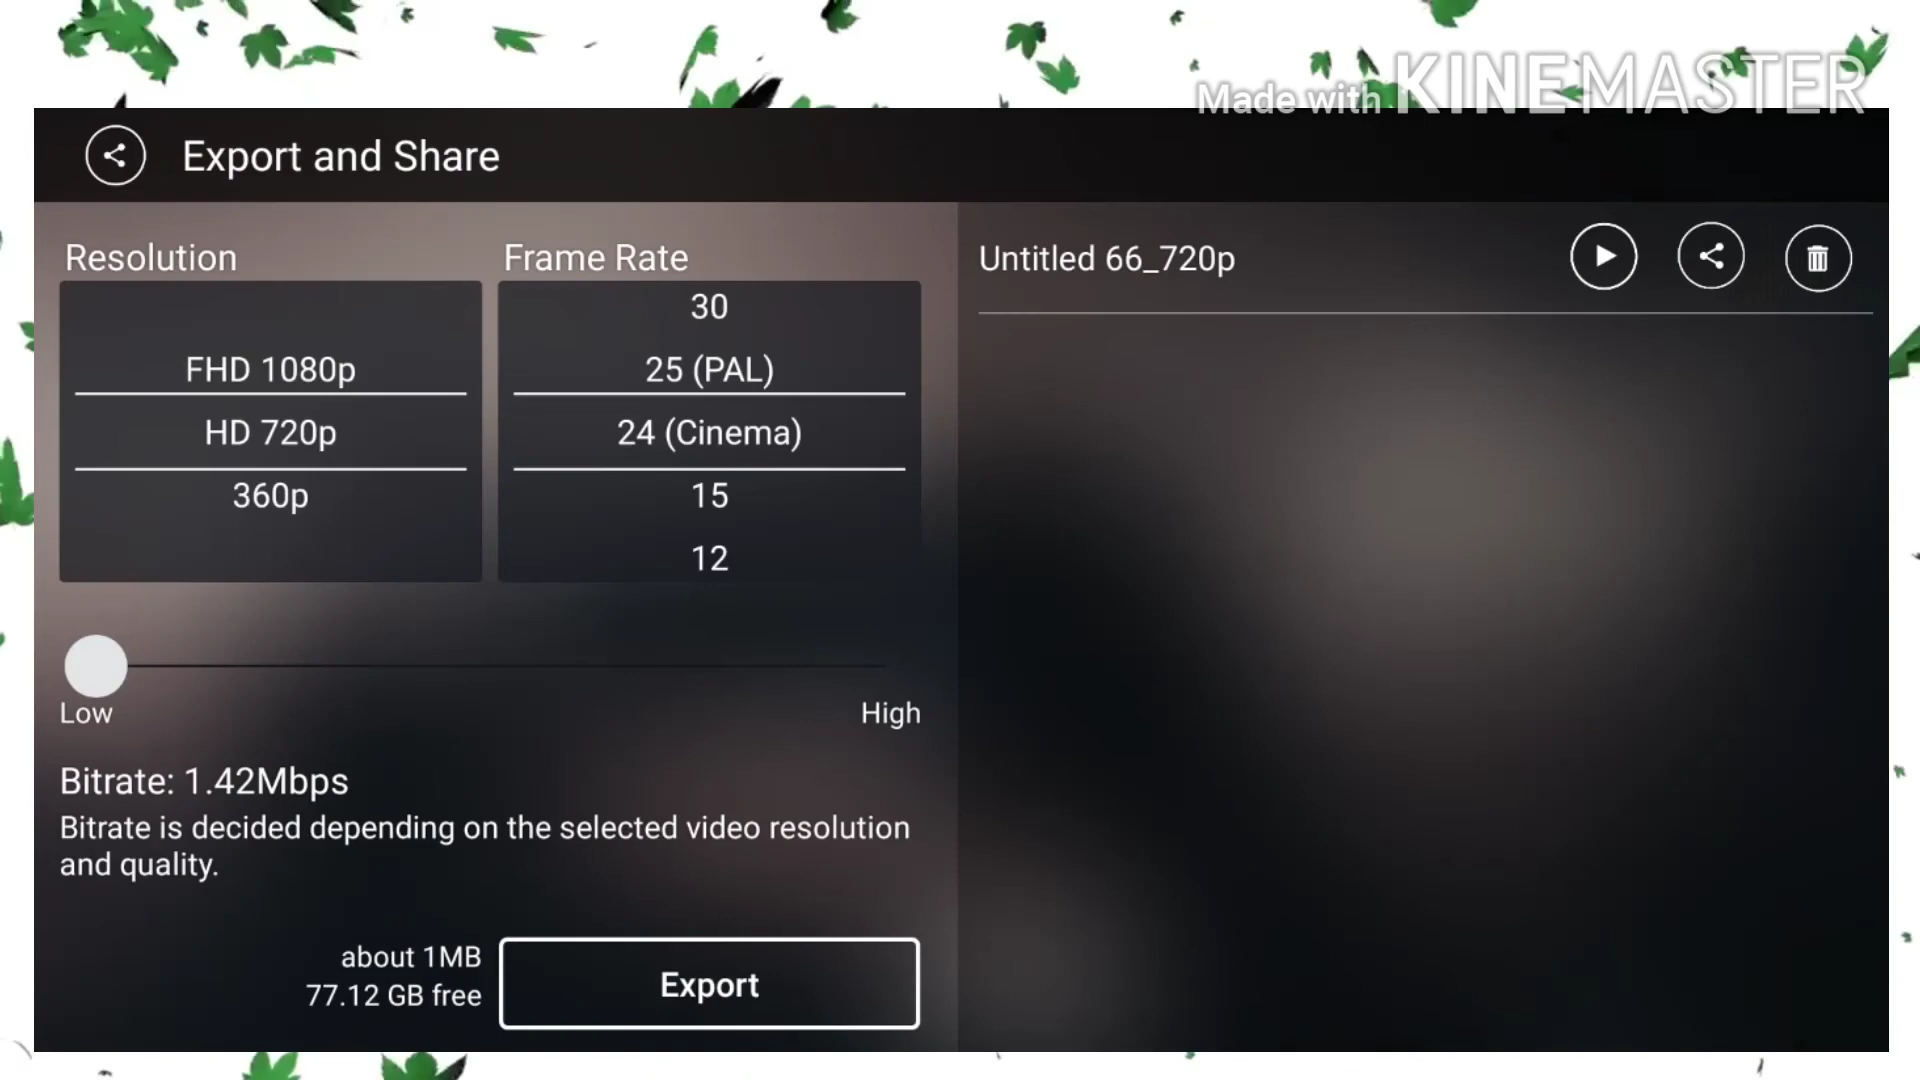 Made with KINEMASTER
Export and Share
Resolution
FHD 1080p
HD 720p
360p
Frame Rate
30
25 (PAL)
24 (Cinema)
15
12
Low
High
Bitrate: 1.42Mbps
Bitrate is decided depending on the selected video resolution
and quality.
about 1MB
77.12 GB free
Export
Untitled 66_720p